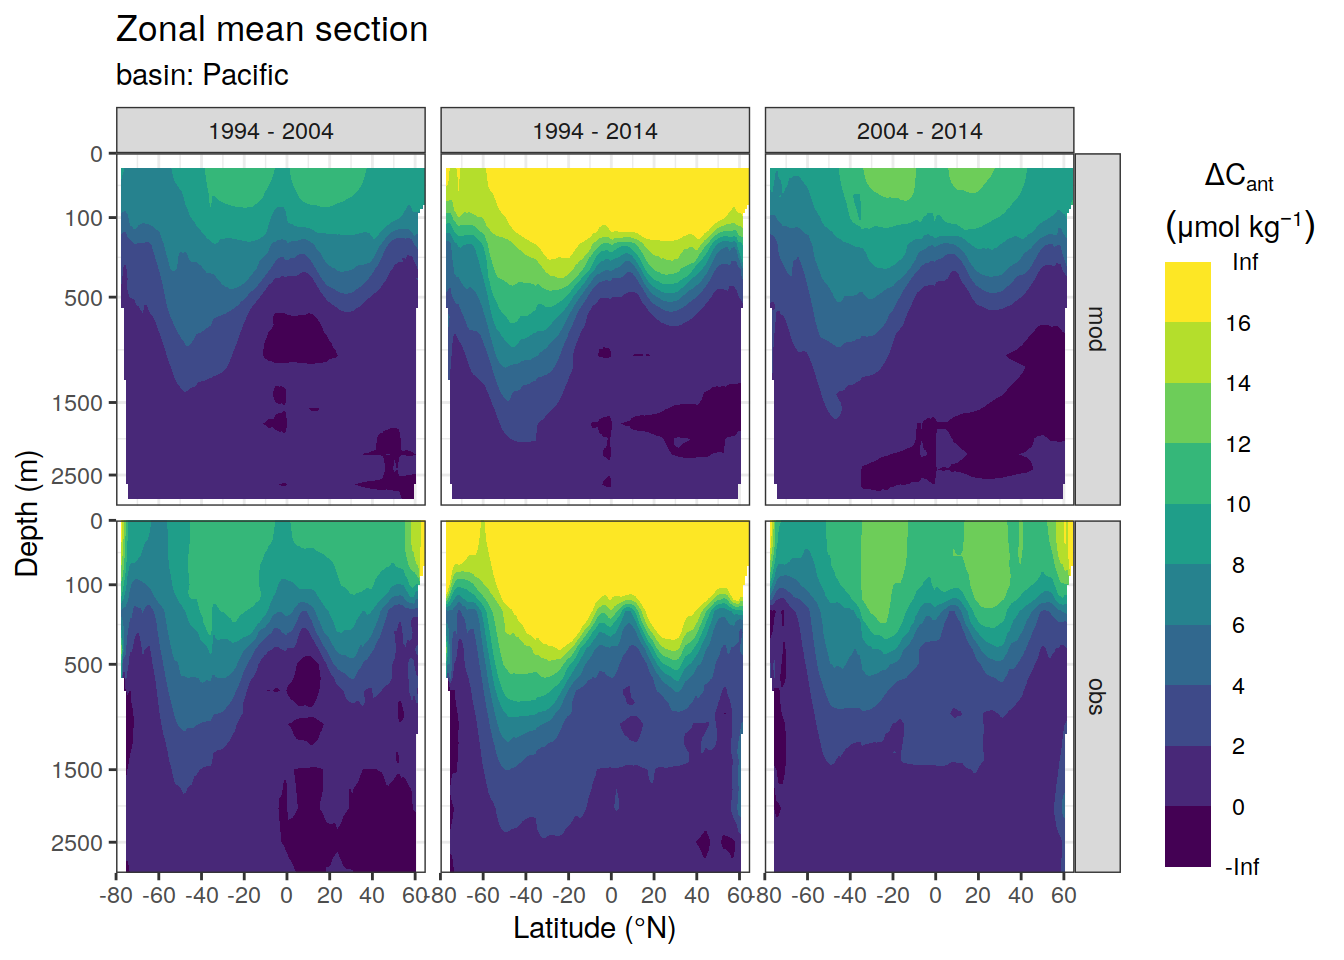 Zonal mean section
basin: Pacific
1994 - 2004
1994 - 2014
2004 - 2014
0
100
500
1500
2500
mod
0
100
500
1500
2500
obs
-80 -60 -40 -20 0 20 40 60
-80 -60 -40 -20 0 20 40 60
-80 -60 -40 -20 0 20 40 60
Latitude (°N)
Depth (m)
ΔCant
(μmol kg⁻¹)
Inf
16
14
12
10
8
6
4
2
0
-Inf